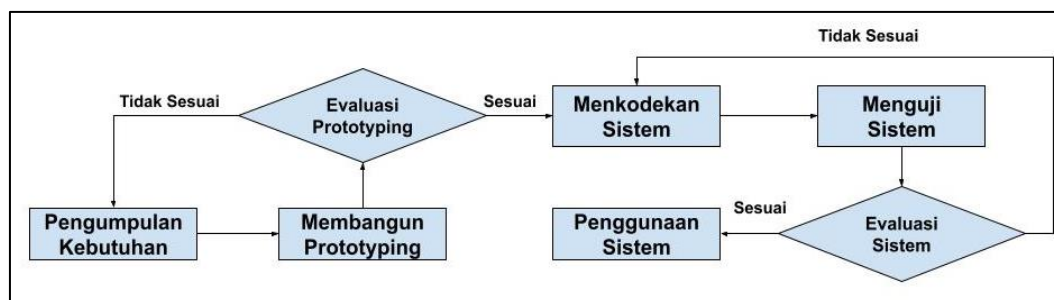 Tidak Sesuai
Tidak Sesuai
Evaluasi
Prototyping
Sesuai
Menkodekan
Sistem
Menguji
Sistem
Pengumpulan
Kebutuhan
Membangun
Prototyping
Penggunaan
Sistem
Sesuai
Evaluasi
Sistem